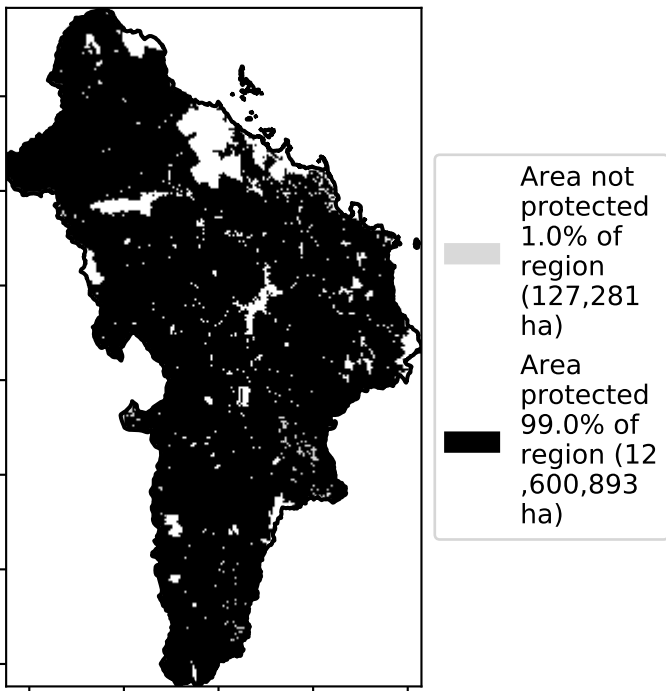 Area not
protected
1.0% of
region
(127,281
ha)
Area
protected
99.0% of
region (12
,600,893
ha)